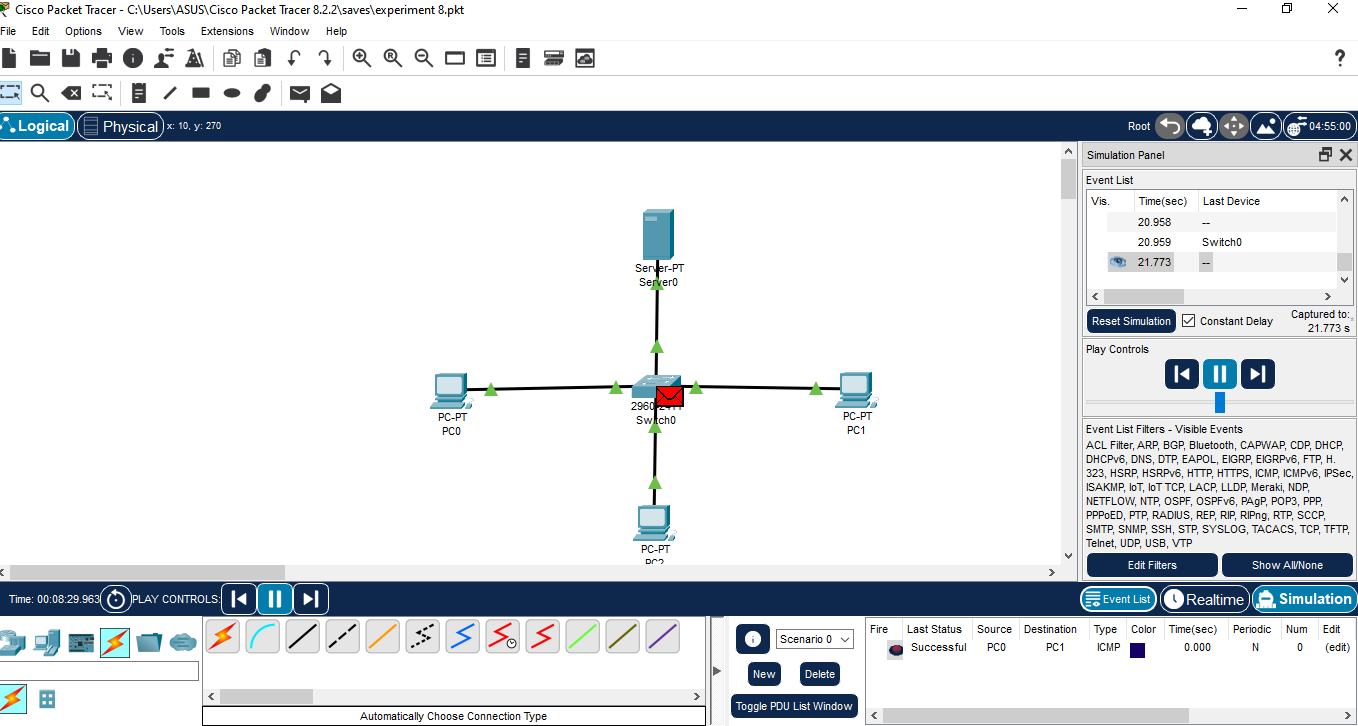 Cisco Packet Tracer - C:\Users\ASUS\Cisco Packet Tracer 8.2.2\saves\experiment 8.pkt
File Edit Options View Tools Extensions Window Help
?
Logical Physical x: 10, y: 270 Root 04:55:00
Simulation Panel
Event List
Vis. Time(sec) Last Device
20.958 --
20.959 Switch0
21.773 --
Reset Simulation Constant Delay Captured to:
21.773 s
Play Controls
Event List Filters - Visible Events
ACL Filter, ARP, BGP, Bluetooth, CAPWAP, CDP, DHCP,
DHCPv6, DNS, DTP, EAPOL, EIGRP, EIGRPv6, FTP, H.
323, HSRP, HSRPv6, HTTP, HTTPS, ICMP, ICMPv6, IPSec,
ISAKMP, IoT, IoT TCP, LACP, LLDP, Meraki, NDP,
NETFLOW, NTP, OSPF, OSPFv6, PAgP, POP3, PPP,
PPPoED, PTP, RADIUS, REP, RIP, RIPng, RTP, SCCP,
SMTP, SNMP, SSH, STP, SYSLOG, TACACS, TCP, TFTP,
Telnet, UDP, USB, VTP
Edit Filters Show All/None
Server-PT
Server0
PC-PT
PC0
Switch0
PC-PT
PC1
PC-PT
PC2
Time: 00:08:29.963 PLAY CONTROLS:
Event List Realtime Simulation
Automatically Choose Connection Type
Scenario 0
New Delete
Toggle PDU List Window
Fire Last Status Source Destination Type Color Time(sec) Periodic Num Edit
Successful PC0 PC1 ICMP 0.000 N 0 (edit)